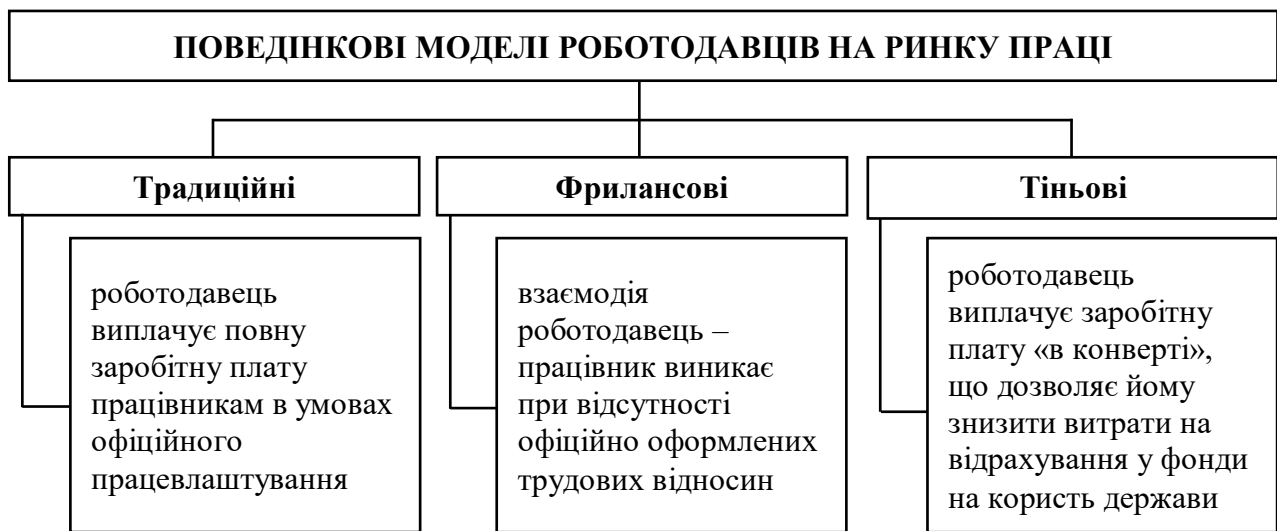 ПОВЕДІНКОВІ МОДЕЛІ РОБОТОДАВЦІВ НА РИНКУ ПРАЦІ
Традиційні
роботодавець
виплачує повну
заробітну плату
працівникам в умовах
офіційного
працевлаштування
Фрилансові
взаємодія
роботодавець –
працівник виникає
при відсутності
офіційно оформлених
трудових відносин
Тіньові
роботодавець
виплачує заробітну
плату «в конверті»,
що дозволяє йому
знизити витрати на
відрахування у фонди
на користь держави